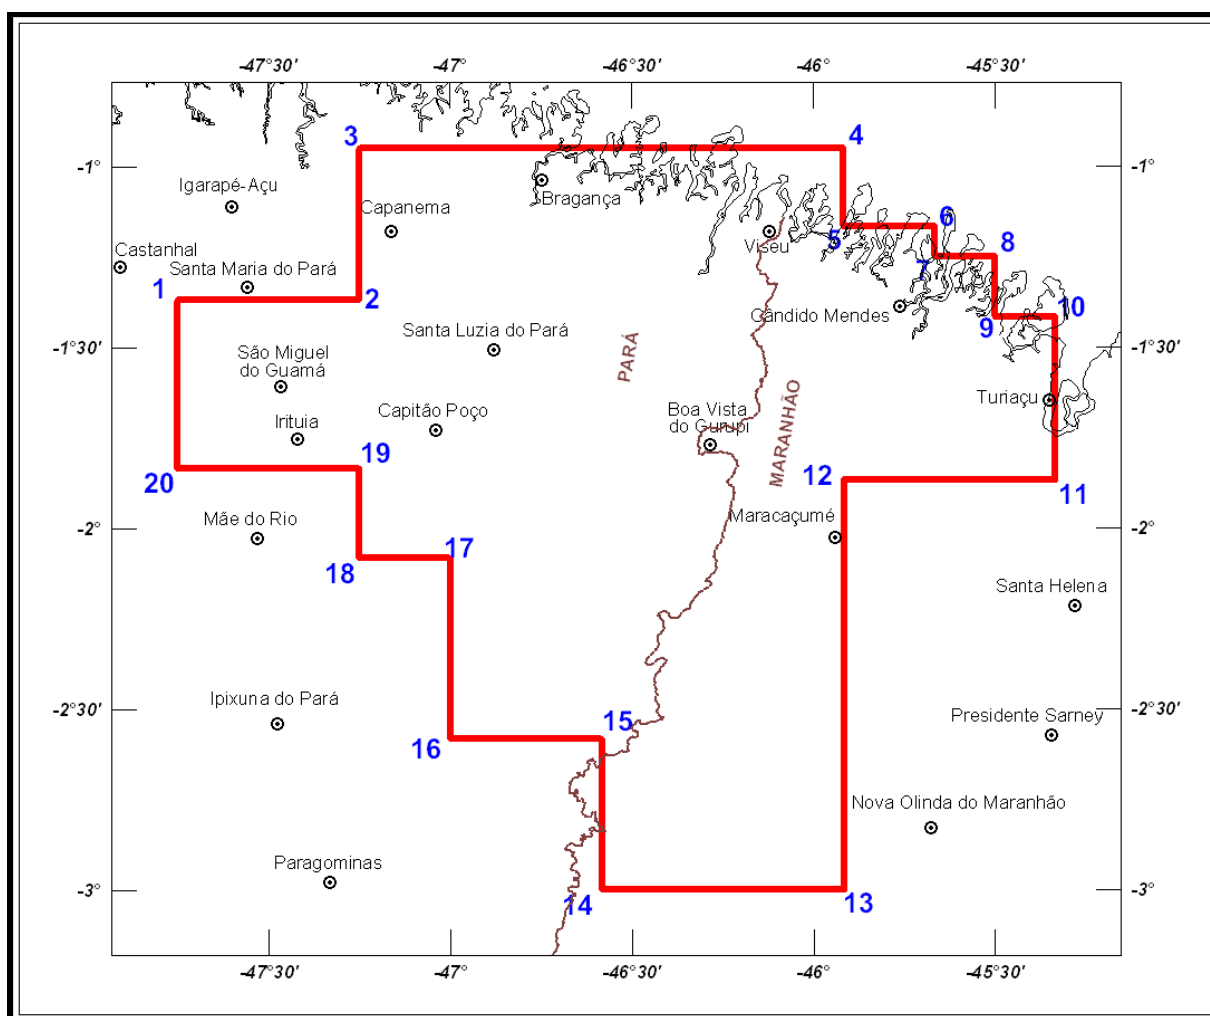 -47°30' -47° -46°30' -46° -45°30'
3 4
-1° -1°
Igarapé-Açu
Bragança
Capanema
6
5 Viseu
8
Castanhal
Santa Maria do Pará
7
1 2
10
Cândido Mendes 9
Santa Luzia do Pará
-1°30' -1°30'
São Miguel
do Guamá
PARÁ
MARANHÃO
Turiaçu
Irituia
Capitão Poço
Boa Vista
do Gurupi
19
12
20
11
Mãe do Rio
Maracaçumé
-2° -2°
17
18
Santa Helena
Ipixuna do Pará
-2°30' -2°30'
15
16
Presidente Sarney
Nova Olinda do Maranhão
Paragominas
-3° -3°
14 13
-47°30' -47° -46°30' -46° -45°30'